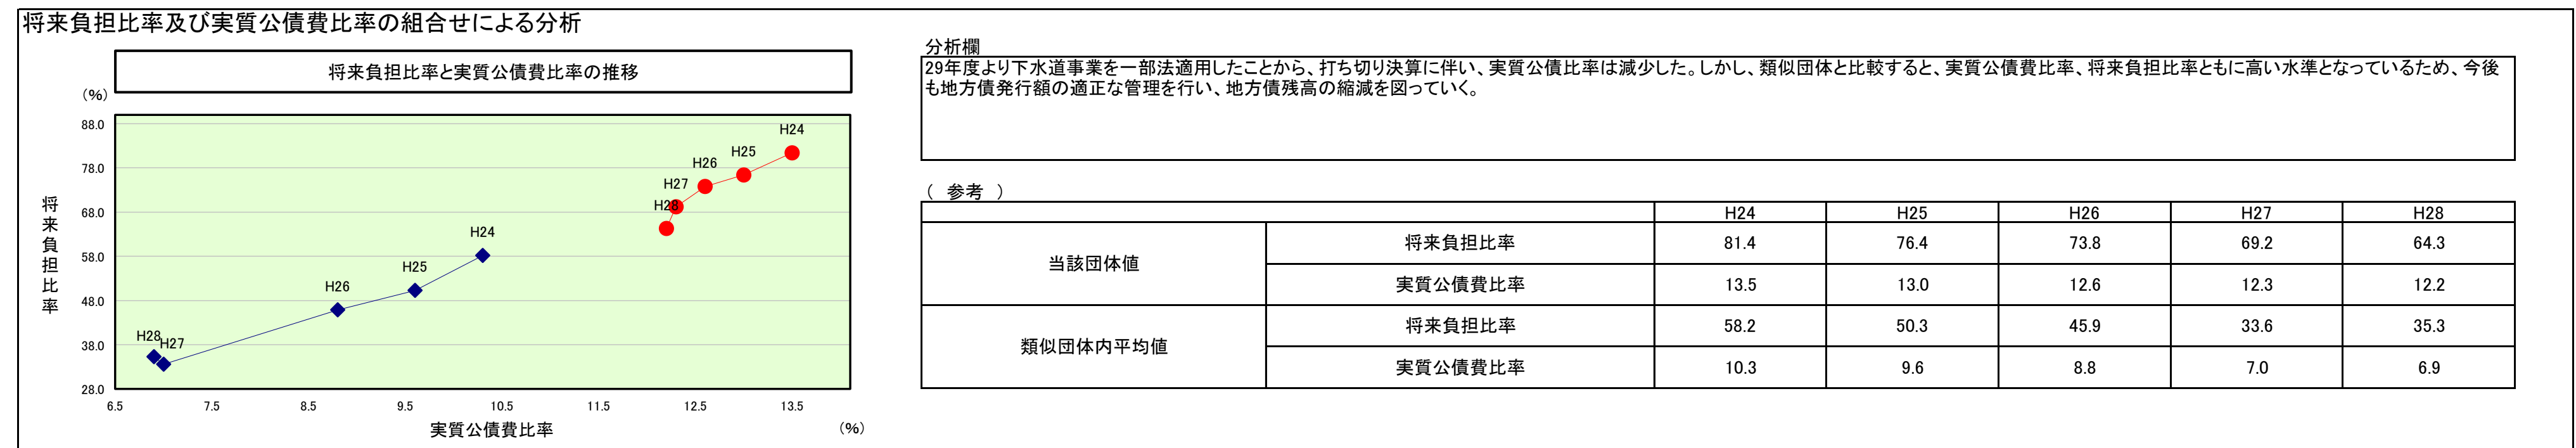 将来負担比率及び実質公債費比率の組合せによる分析
将来負担比率と実質公債費比率の推移
(%)
88.0
78.0
68.0
58.0
48.0
38.0
28.0
将来負担比率
H24
H25
H26
H27
H28
H24
H25
H26
H28
H27
6.5 7.5 8.5 9.5 10.5 11.5 12.5 13.5
実質公債費比率
(%)
分析欄
29年度より下水道事業を一部法適用したことから、打ち切り決算に伴い、実質公債比率は減少した。しかし、類似団体と比較すると、実質公債費比率、将来負担比率ともに高い水準となっているため、今後
も地方債発行額の適正な管理を行い、地方債残高の縮減を図っていく。
( 参考 )
H24 H25 H26 H27 H28
当該団体値
将来負担比率 81.4 76.4 73.8 69.2 64.3
実質公債費比率 13.5 13.0 12.6 12.3 12.2
類似団体内平均値
将来負担比率 58.2 50.3 45.9 33.6 35.3
実質公債費比率 10.3 9.6 8.8 7.0 6.9